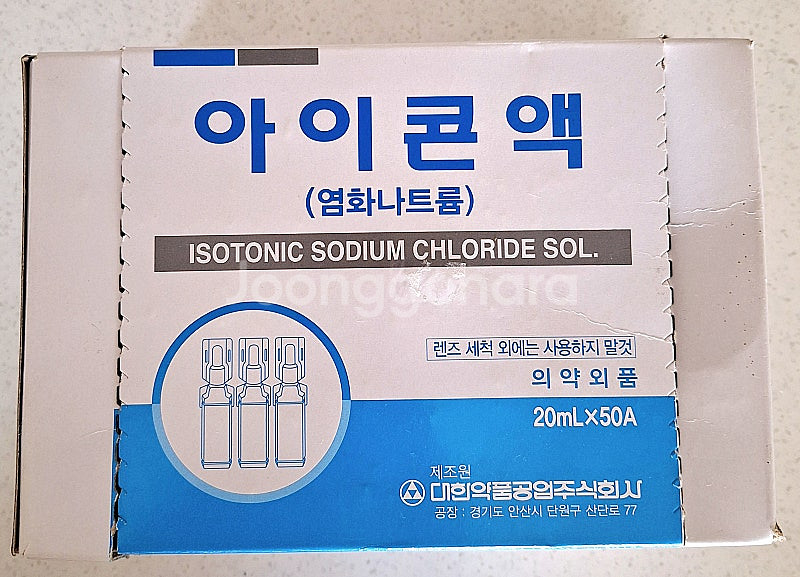 아이콘액
(염화나트륨)
ISOTONIC SODIUM CHLORIDE SOL.
Joonggonara
렌즈 세척 외에는 사용하지 말것
의약외품
20mL×50A
제조원
대한약품공업주식회사
공장 : 경기도 안산시 단원구 산단로 77